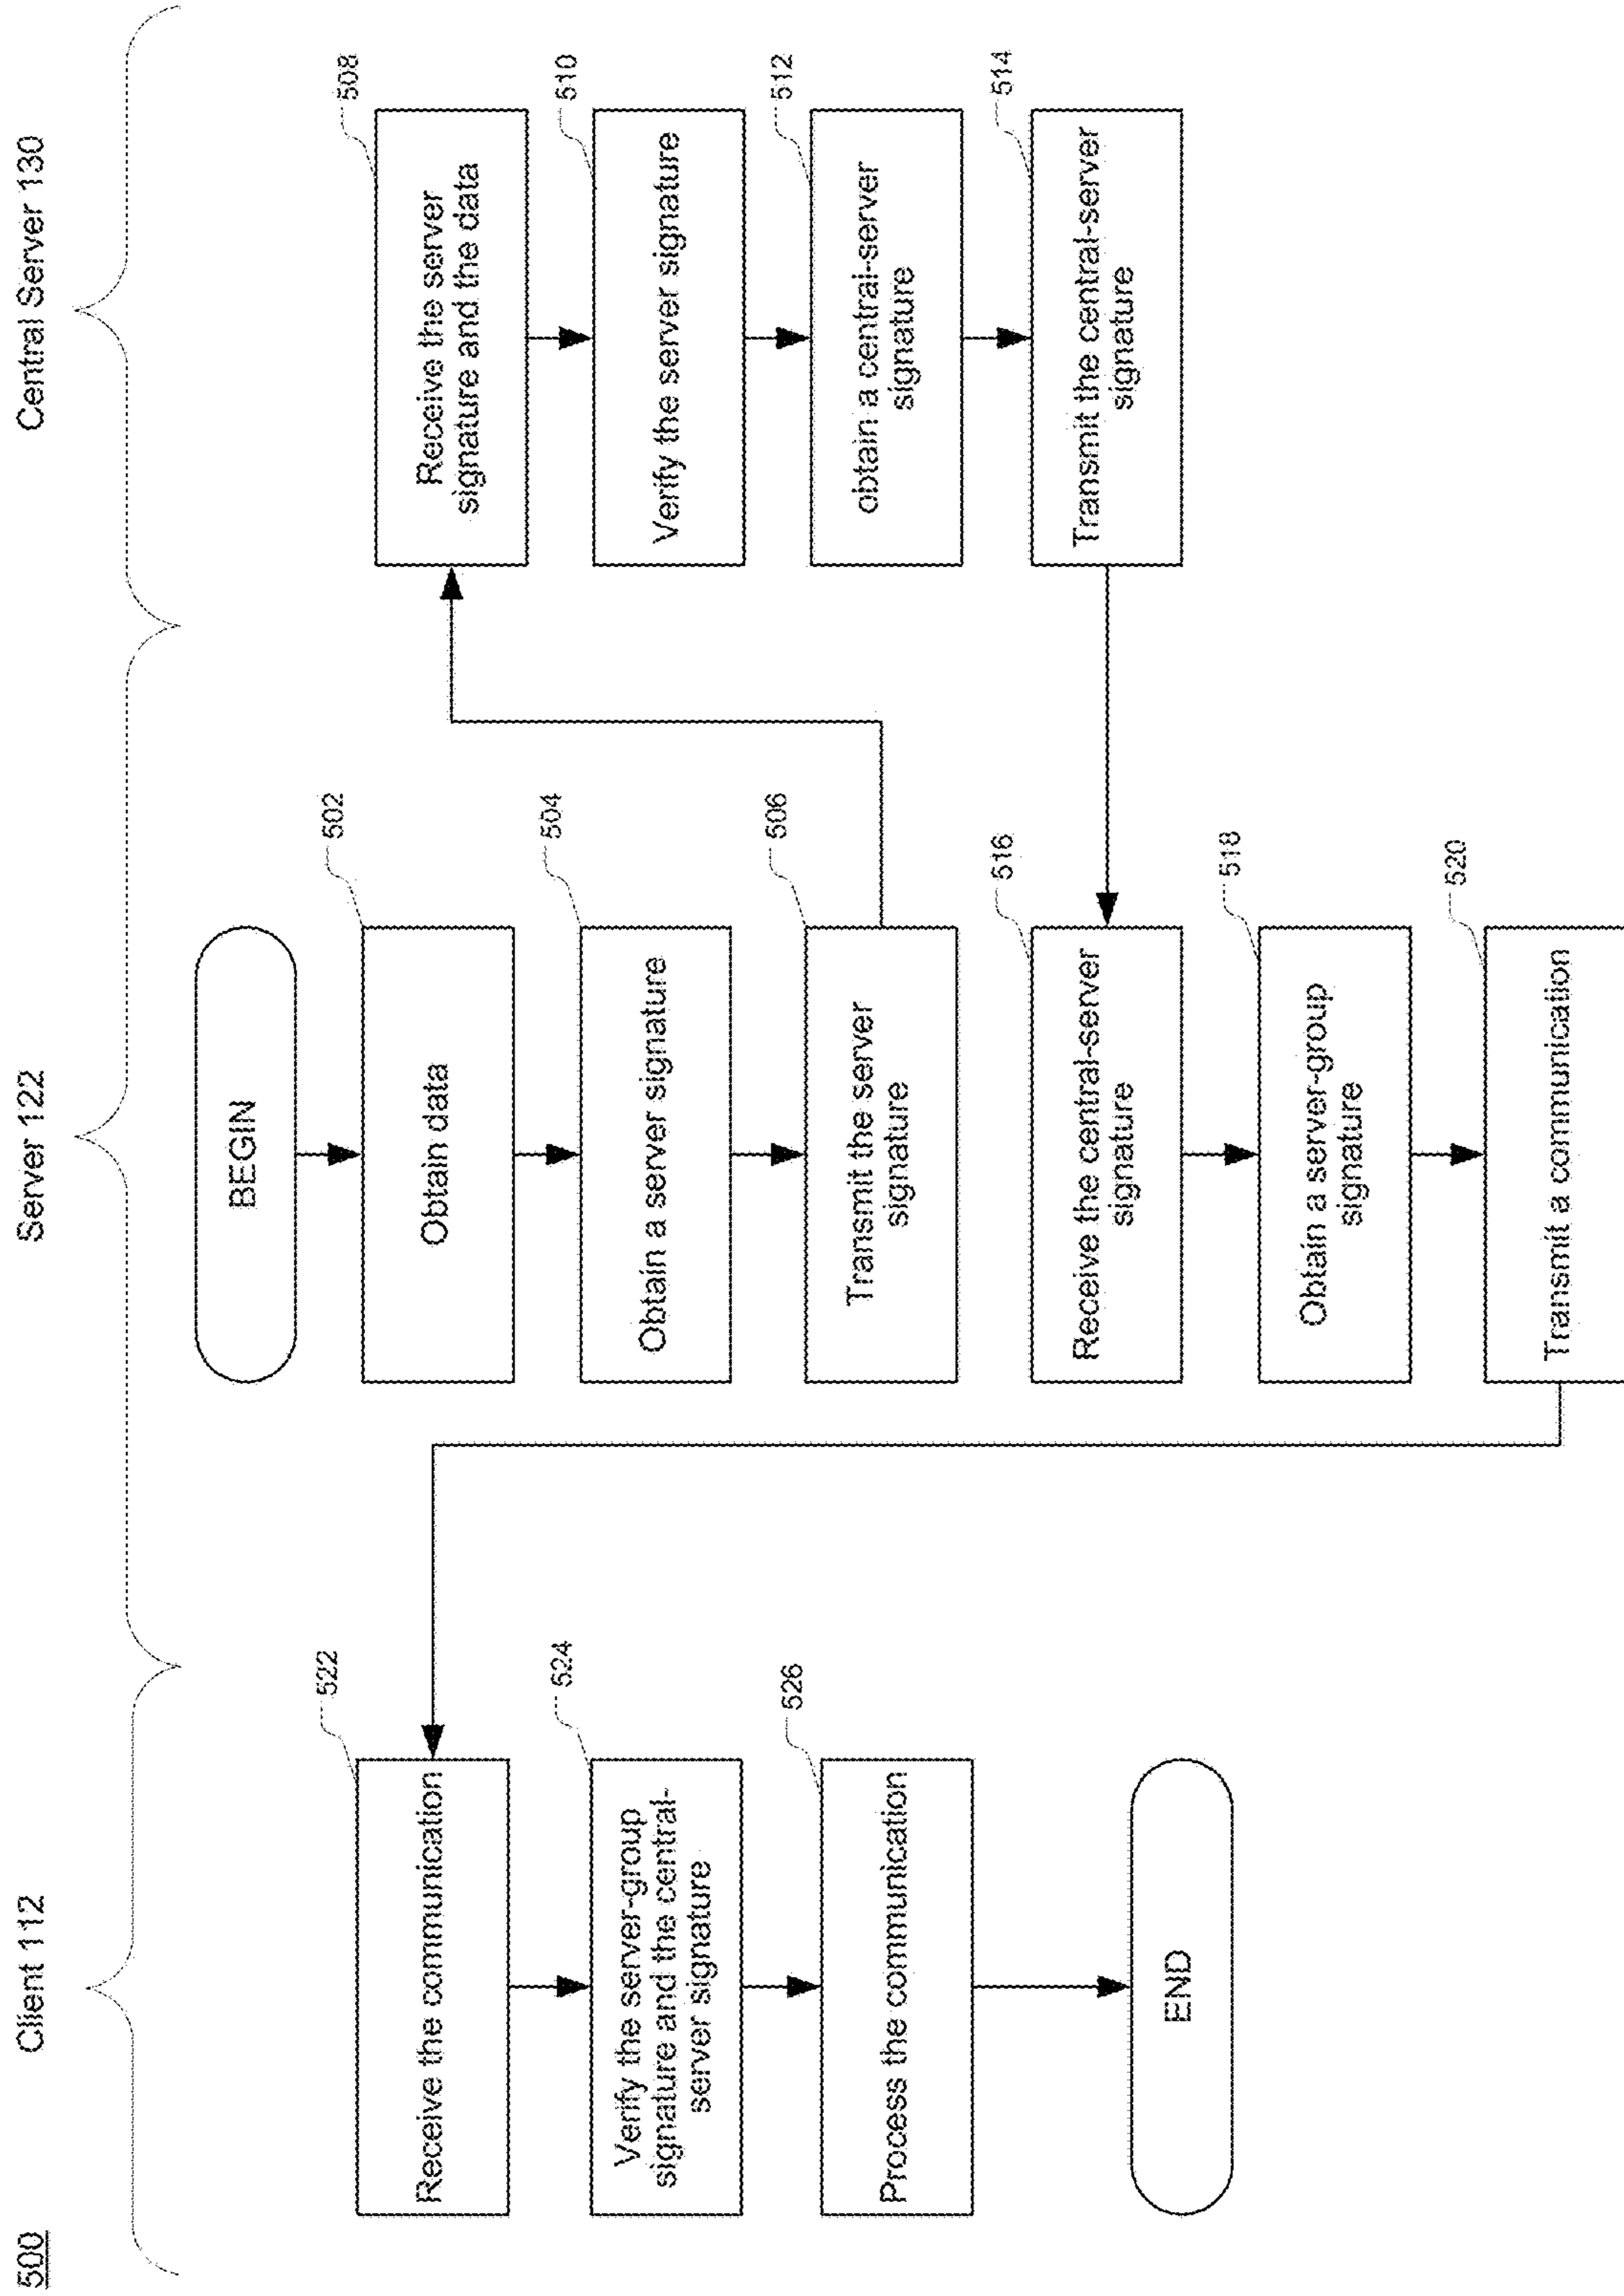 500
Client 112
Server 122
Central Server 130
BEGIN
502
Obtain data
504
Obtain a server signature
506
Transmit the server
signature
508
Receive the server
signature and the data
510
Verify the server signature
512
obtain a central-server
signature
514
Transmit the central-server
signature
516
Receive the central-server
signature
518
Obtain a server-group
signature
520
Transmit a communication
522
Receive the communication
524
Verify the server-group
signature and the central-
server signature
526
Process the communication
END